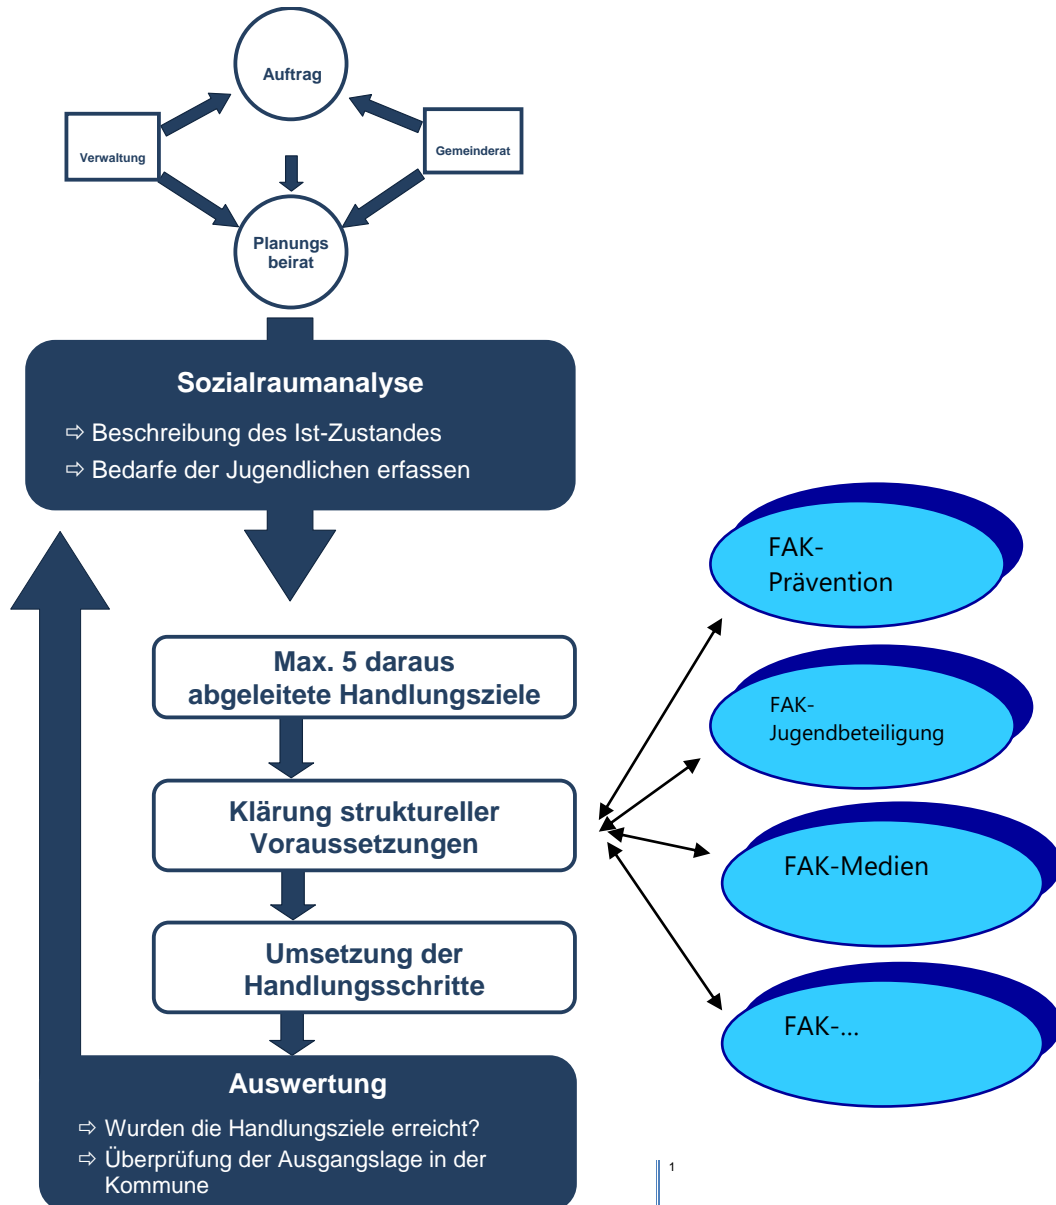 Auftrag
Verwaltung
Gemeinderat
Planungs
beirat
Sozialraumanalyse
⇨ Beschreibung des Ist-Zustandes
⇨ Bedarfe der Jugendlichen erfassen
Max. 5 daraus
abgeleitete Handlungsziele
Klärung struktureller
Voraussetzungen
Umsetzung der
Handlungsschritte
Auswertung
⇨ Wurden die Handlungsziele erreicht?
⇨ Überprüfung der Ausgangslage in der
Kommune
FAK-
Prävention
FAK-
Jugendbeteiligung
FAK-Medien
FAK-...
1